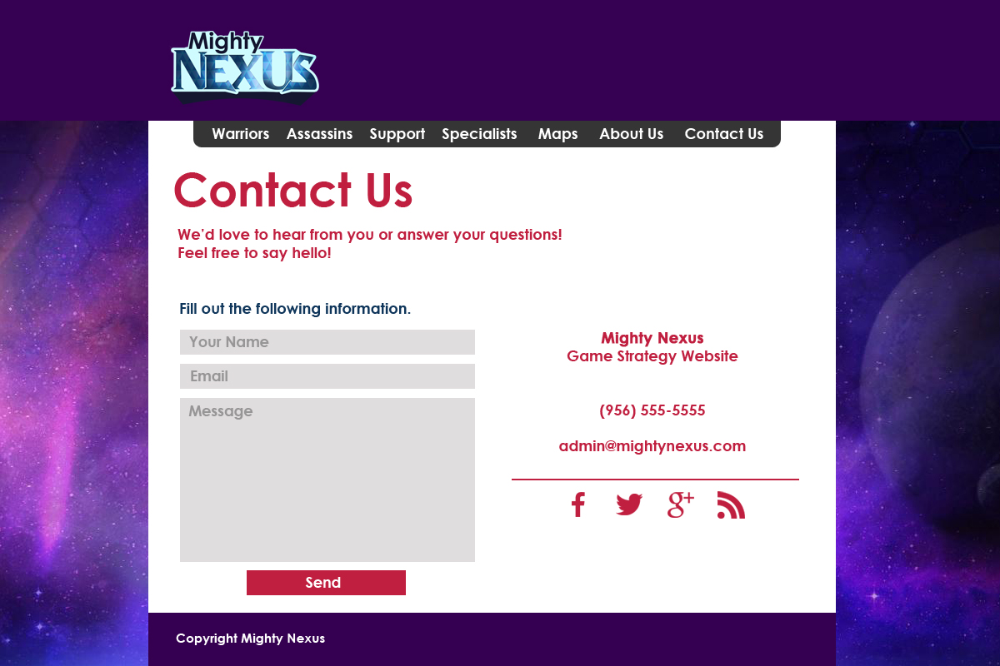 Mighty
NEXUS
Warriors Assassins Support Specialists Maps About Us Contact Us
Contact Us
We’d love to hear from you or answer your questions!
Feel free to say hello!
Fill out the following information.
Your Name
Email
Message
Send
Mighty Nexus
Game Strategy Website
(956) 555-5555
admin@mightynexus.com
Copyright Mighty Nexus